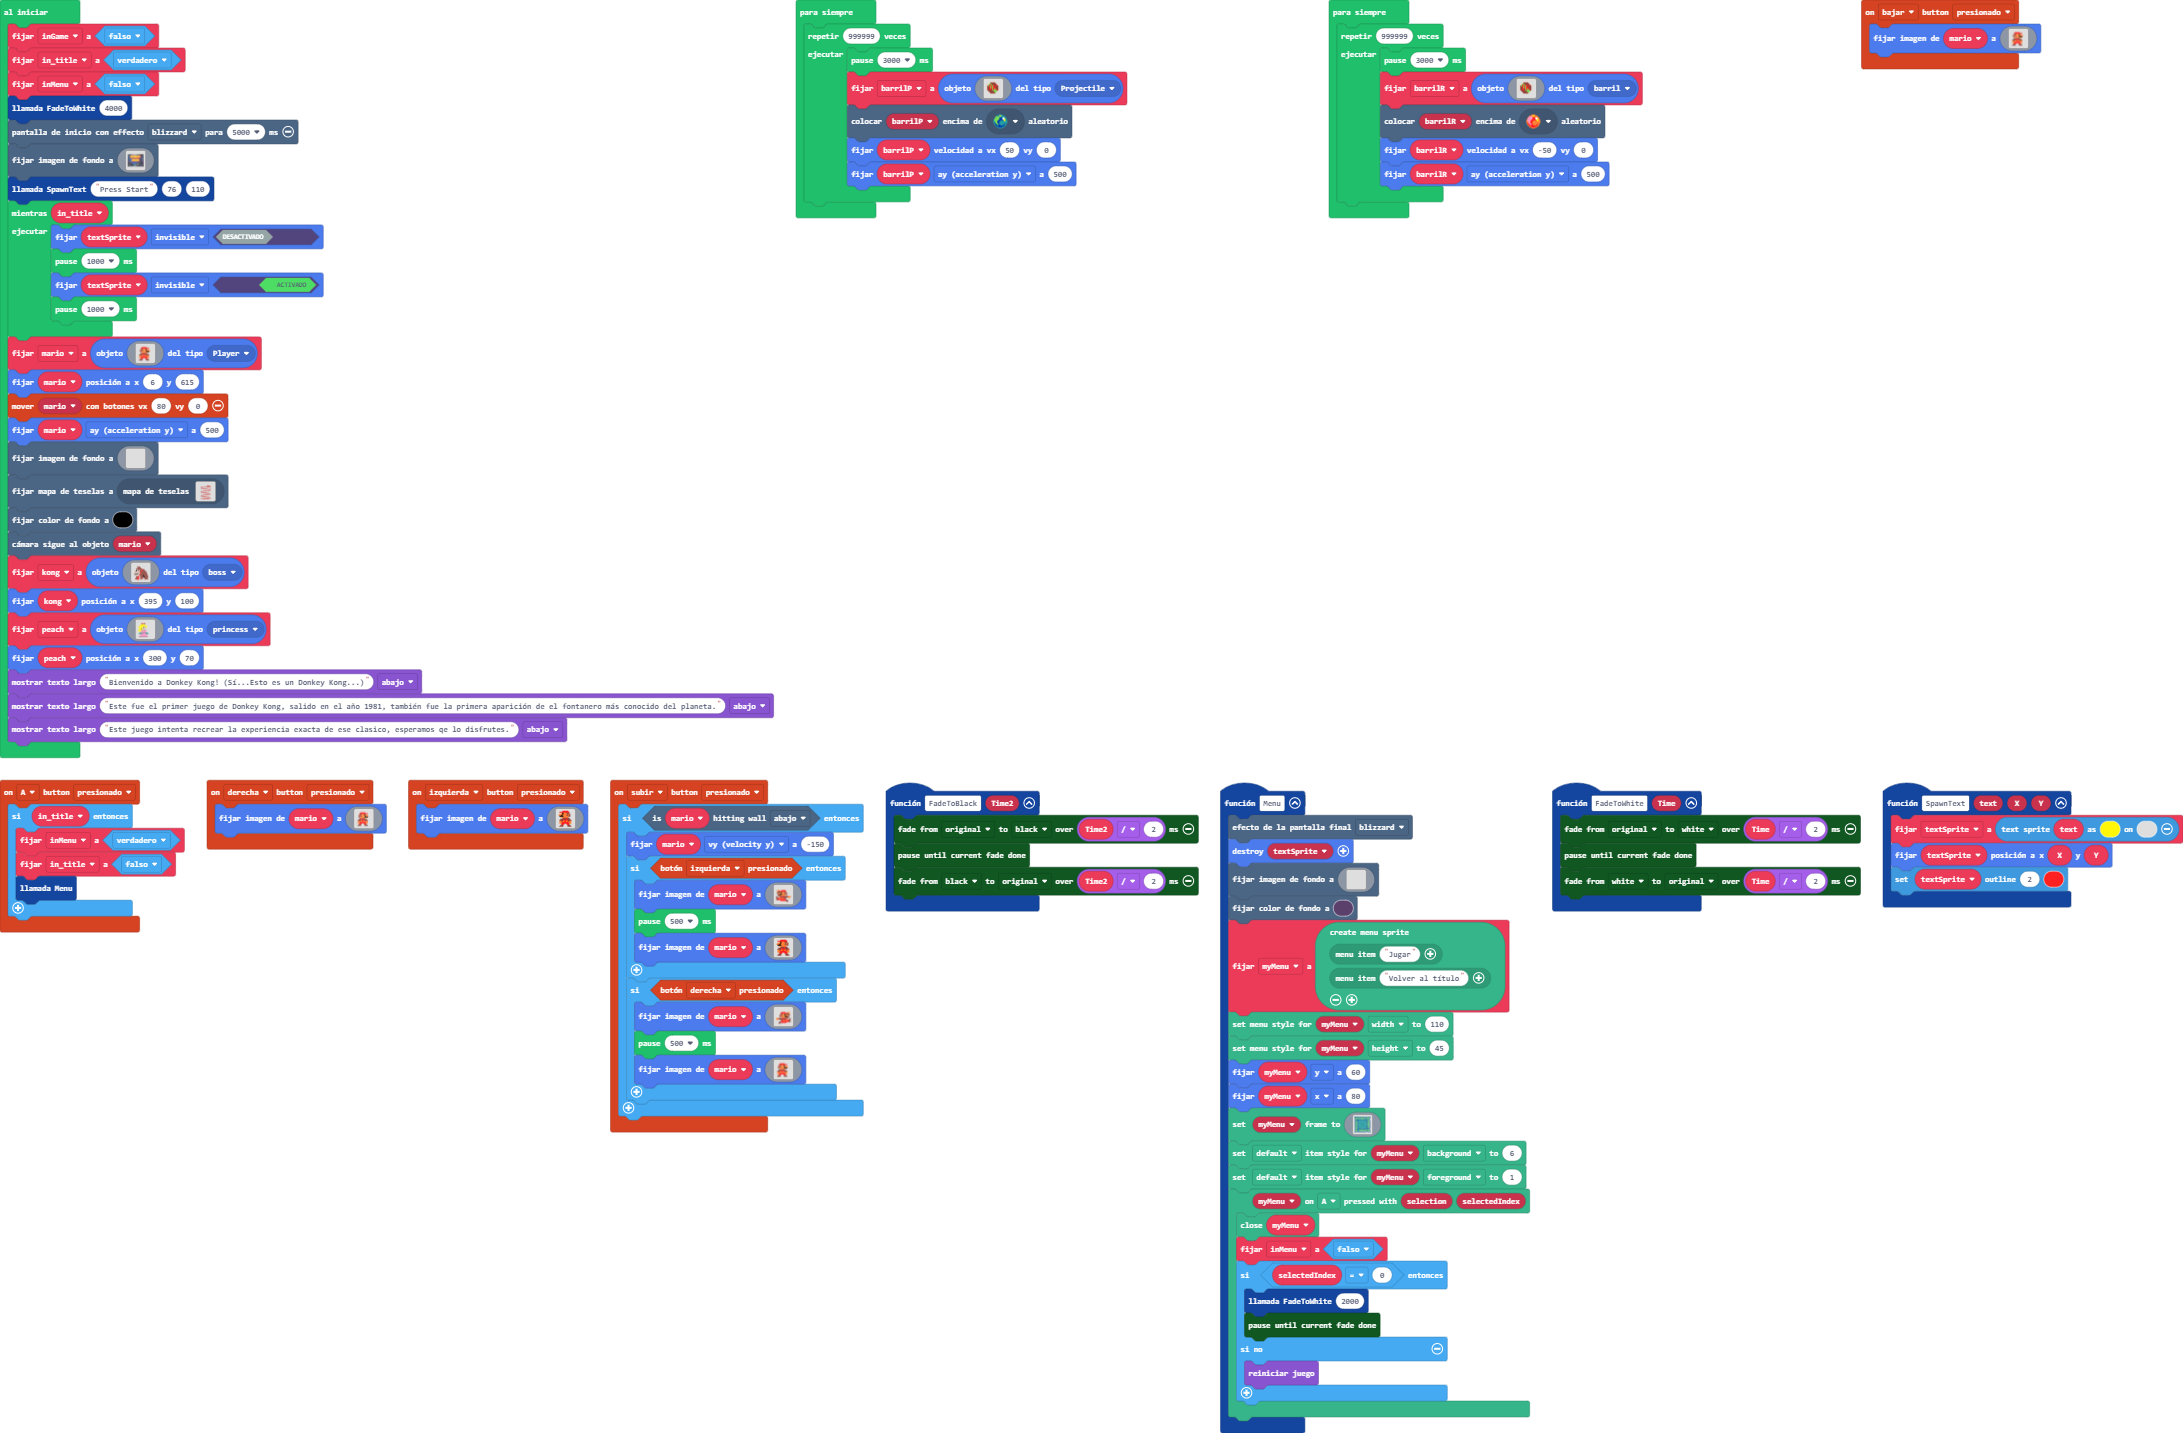 al iniciar
fijar inGame a falso
fijar in_title a verdadero
fijar inMenu a falso
llamada FadeToWhite 4000
pantalla de inicio con effecto blizzard para 5000 ms
fijar imagen de fondo a
llamada SpawnText "Press Start" 76 110
mientras in_title
ejecutar fijar textSprite invisible DESACTIVADO
pause 1000 ms
fijar textSprite invisible ACTIVADO
pause 1000 ms
fijar mario a objeto del tipo Player
fijar mario posición a x 6 y 615
mover mario con botones vx 80 vy 0
fijar mario ay (acceleration y) a 500
fijar imagen de fondo a
fijar mapa de teselas a mapa de teselas
fijar color de fondo a
cámara sigue al objeto mario
fijar kong a objeto del tipo boss
fijar kong posición a x 395 y 100
fijar peach a objeto del tipo princess
fijar peach posición a x 300 y 70
mostrar texto largo "Bienvenido a Donkey Kong! (Sí...Esto es un Donkey Kong...)" abajo
mostrar texto largo "Este fue el primer juego de Donkey Kong, salido en el año 1981, también fue la primera aparición de el fontanero más conocido del planeta." abajo
mostrar texto largo "Este juego intenta recrear la experiencia exacta de ese clasico, esperamos qe lo disfrutes." abajo
para siempre
repetir 999999 veces
ejecutar pause 3000 ms
fijar barrilP a objeto del tipo Projectile
colocar barrilP encima de aleatorio
fijar barrilP velocidad a vx 50 vy 0
fijar barrilP ay (acceleration y) a 500
para siempre
repetir 999999 veces
ejecutar pause 3000 ms
fijar barrilR a objeto del tipo barril
colocar barrilR encima de aleatorio
fijar barrilR velocidad a vx -50 vy 0
fijar barrilR ay (acceleration y) a 500
on bajar button presionado
fijar imagen de mario a
on A button presionado
si in_title entonces
fijar inMenu a verdadero
fijar in_title a falso
llamada Menu
on derecha button presionado
fijar imagen de mario a
on izquierda button presionado
fijar imagen de mario a
on subir button presionado
si is mario hitting wall abajo entonces
fijar mario vy (velocity y) a -150
si botón izquierda presionado entonces
fijar imagen de mario a
pause 500 ms
fijar imagen de mario a
si botón derecha presionado entonces
fijar imagen de mario a
pause 500 ms
fijar imagen de mario a
función FadeToBlack Time2
fade from original to black over Time2 / 2 ms
pause until current fade done
fade from black to original over Time2 / 2 ms
función Menu
efecto de la pantalla final blizzard
destroy textSprite
fijar imagen de fondo a
fijar color de fondo a
fijar myMenu a create menu sprite
menu item "Jugar"
menu item "Volver al título"
set menu style for myMenu width to 110
set menu style for myMenu height to 45
fijar myMenu y a 60
fijar myMenu x a 80
set myMenu frame to
set default item style for myMenu background to 6
set default item style for myMenu foreground to 1
myMenu on A pressed with selection selectedIndex
close myMenu
fijar inMenu a falso
si selectedIndex = 0 entonces
llamada FadeToWhite 2000
pause until current fade done
si no
reiniciar juego
función FadeToWhite Time
fade from original to white over Time / 2 ms
pause until current fade done
fade from white to original over Time / 2 ms
función SpawnText text X Y
fijar textSprite a text sprite text as on
fijar textSprite posición a x X y Y
set textSprite outline 2